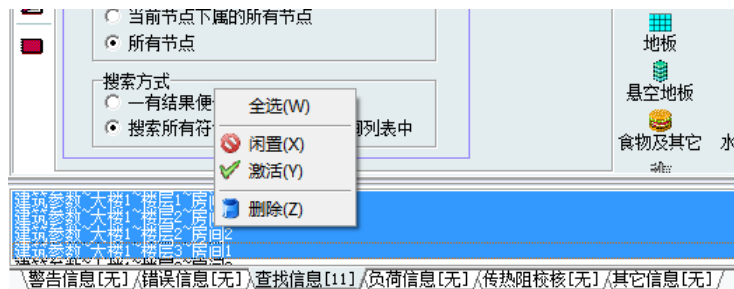 当前节点下属的所有节点
所有节点
搜索方式
一有结果便
搜索所有符
列表中
全选(W)
闲置(X)
激活(Y)
删除(Z)
地板
悬空地板
食物及其它
水
建筑参数~大楼1~楼层1~房间
建筑参数~大楼1~楼层2~房间
建筑参数~大楼1~楼层2~房间2
建筑参数~大楼1~楼层3~房间1
警告信息[无]
错误信息[无]
查找信息[11]
负荷信息[无]
传热阻校核[无]
其它信息[无]